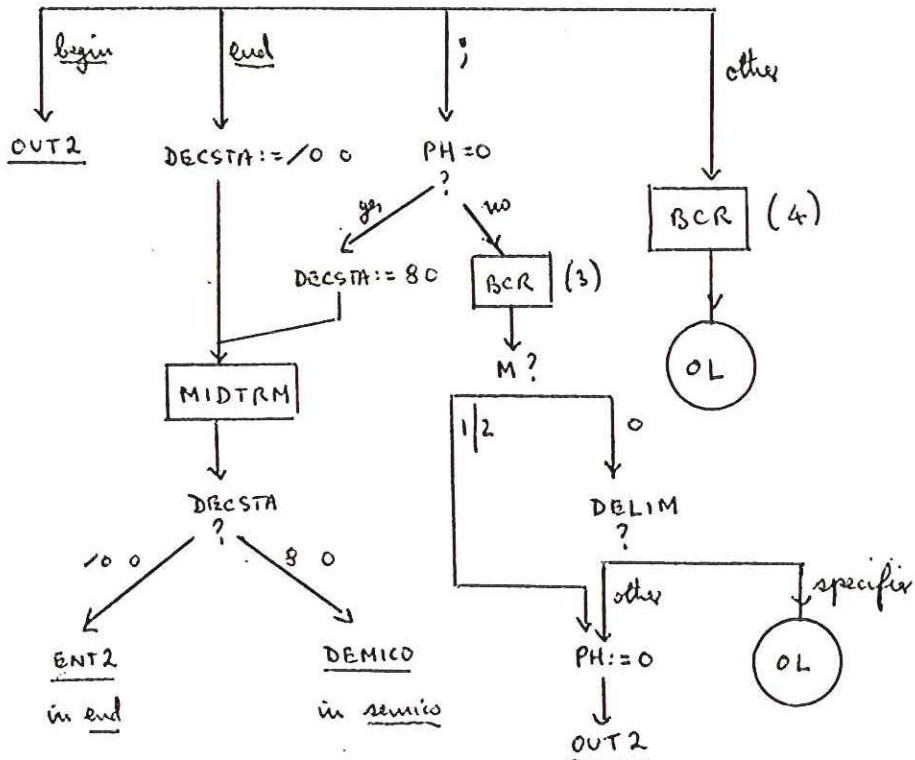 begin
end
;
other
OUT2
DECSTA:=/0 0
PH=0
?
BCR (4)
yes
no
DECSTA:=8 0
BCR (3)
M?
OL
MIDTRM
1|2
0
DECSTA
?
DELIM
?
/0 0
8 0
other
specifier
ENT2
in end
DEMICO
in semico
PH:=0
OL
OUT2